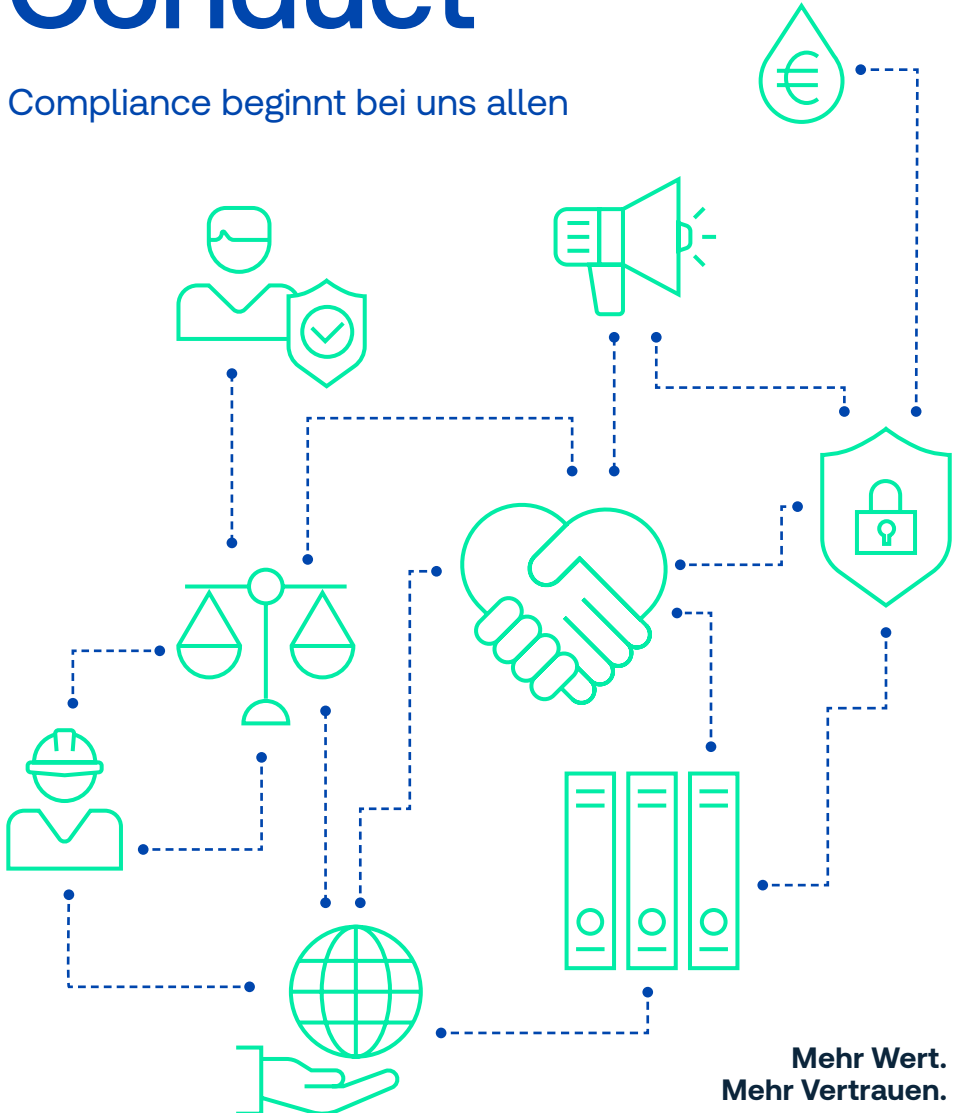 Conduct
Compliance beginnt bei uns allen
€
Mehr Wert.
Mehr Vertrauen.